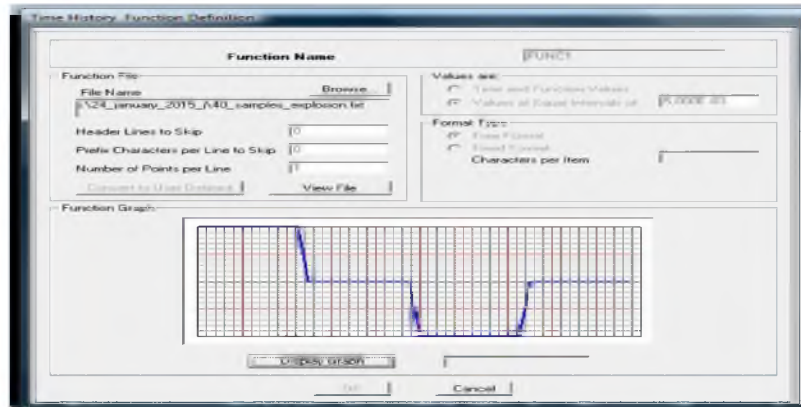 Time History Function Definition
Function Name
FUNC1
Function File
File Name
Browse...
\24_january_2015_\40_samples_explosion.txt
Header Lines to Skip
0
Prefix Characters per Line to Skip
0
Number of Points per Line
1
Convert to User Defined
View File
Values are:
Time and Function Values
Values at Equal Intervals of
Format Type
Free Format
Fixed Format
Characters per Item
Function Graph
Display Graph
Cancel